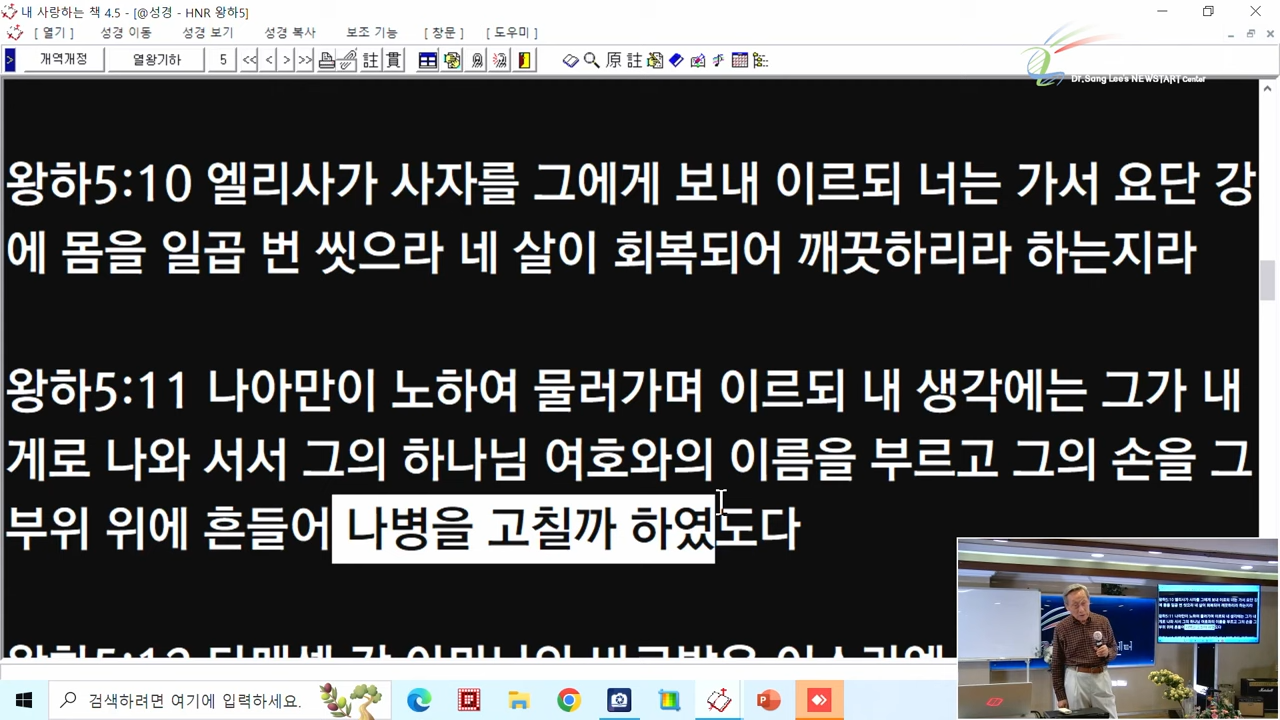 내 사랑하는 책 4.5 - [@성경 - HNR 왕하5]
[ 열기 ] 성경 이동 성경 보기 성경 복사 보조 기능 [ 창문 ] [ 도우미 ]
개역개정 열왕기하 5 << < > >> 註 貫 原 註
Dr.Sang Lee's NEWSTART Center
왕하5:10 엘리사가 사자를 그에게 보내 이르되 너는 가서 요단 강
에 몸을 일곱 번 씻으라 네 살이 회복되어 깨끗하리라 하는지라
왕하5:11 나아만이 노하여 물러가며 이르되 내 생각에는 그가 내
게로 나와 서서 그의 하나님 여호와의 이름을 부르고 그의 손을 그
부위 위에 흔들어 나병을 고칠까 하였도다
검색하려면 여기에 입력하세요.